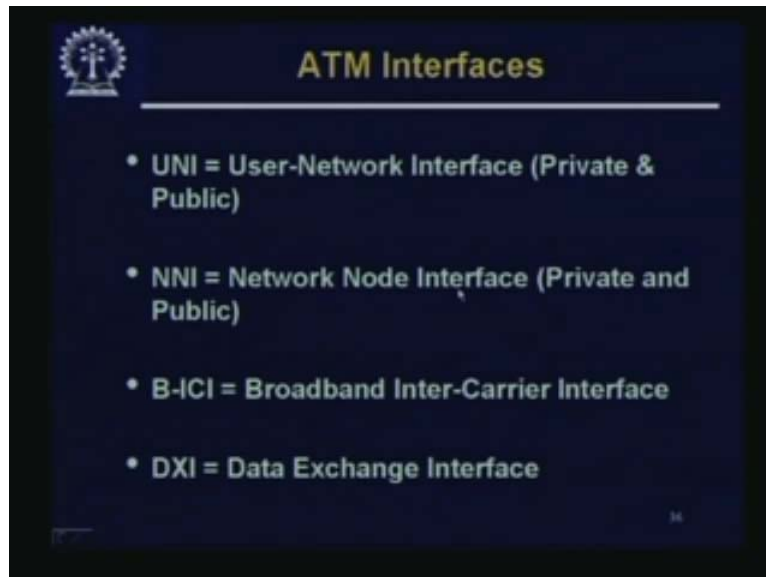 ATM Interfaces
• UNI = User-Network Interface (Private &
Public)
• NNI = Network Node Interface (Private and
Public)
• B-ICI = Broadband Inter-Carrier Interface
• DXI = Data Exchange Interface